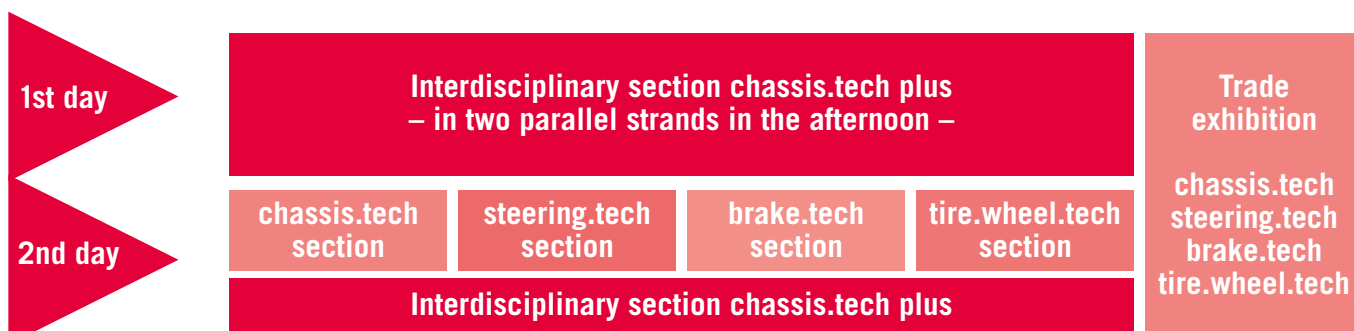 1st day
Interdisciplinary section chassis.tech plus
– in two parallel strands in the afternoon –
Trade
exhibition
chassis.tech
steering.tech
brake.tech
tire.wheel.tech
2nd day
chassis.tech
section
steering.tech
section
brake.tech
section
tire.wheel.tech
section
Interdisciplinary section chassis.tech plus